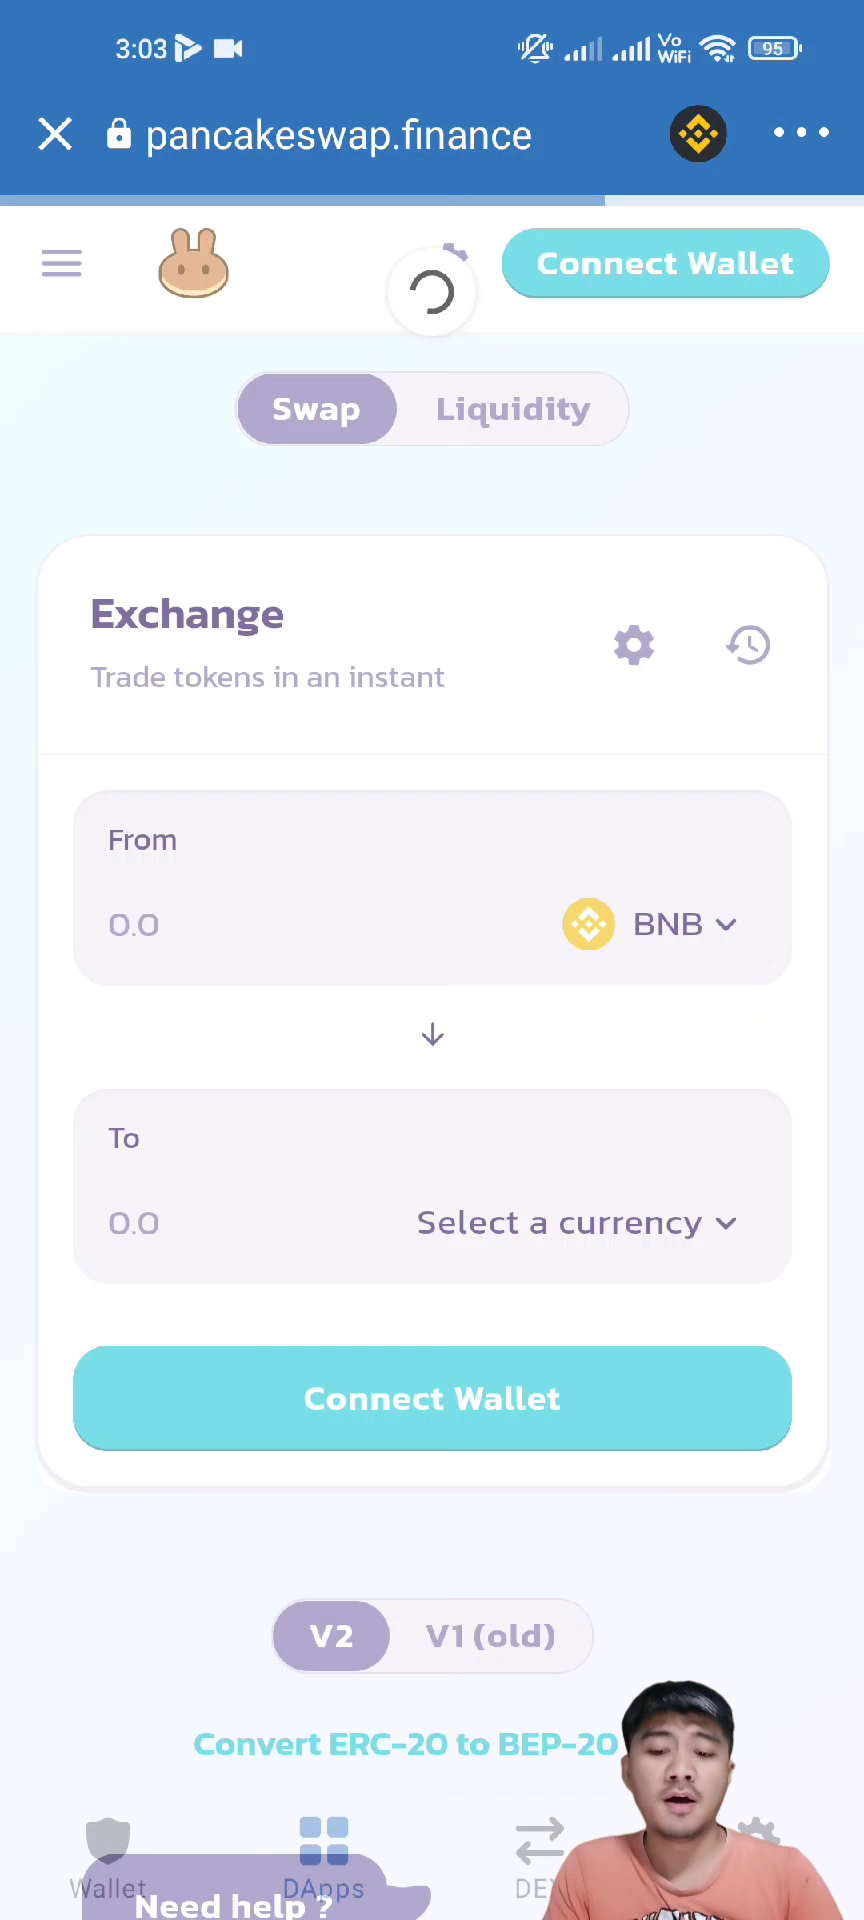 3:03
Vo
WiFi
95
pancakeswap.finance
Connect Wallet
Swap
Liquidity
Exchange
Trade tokens in an instant
From
0.0
BNB
To
0.0
Select a currency
Connect Wallet
V2
V1 (old)
Convert ERC-20 to BEP-20
Wallet
DApps
Need help ?